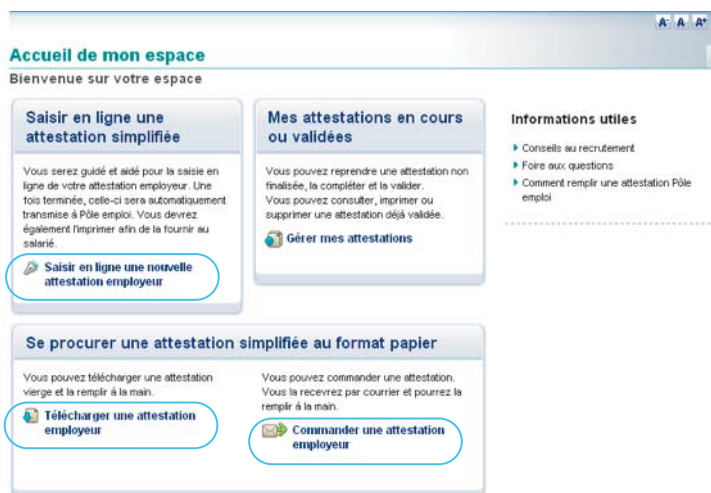 A- A A+
Accueil de mon espace
Bienvenue sur votre espace
Saisir en ligne une
attestation simplifiée
Vous serez guidé et aidé pour la saisie en
ligne de votre attestation employeur. Une
fois terminée, celle-ci sera automatiquement
transmise à Pôle emploi. Vous devrez
également l'imprimer afin de la fournir au
salarié.
Saisir en ligne une nouvelle
attestation employeur
Mes attestations en cours
ou validées
Vous pouvez reprendre une attestation non
finalisée, la compléter et la valider.
Vous pouvez consulter, imprimer ou
supprimer une attestation déjà validée.
Gérer mes attestations
Informations utiles
Conseils au recrutement
Foire aux questions
Comment remplir une attestation Pôle
emploi
Se procurer une attestation simplifiée au format papier
Vous pouvez télécharger une attestation
vierge et la remplir à la main.
Télécharger une attestation
employeur
Vous pouvez commander une attestation.
Vous la recevrez par courrier et pourrez la
remplir à la main.
Commander une attestation
employeur